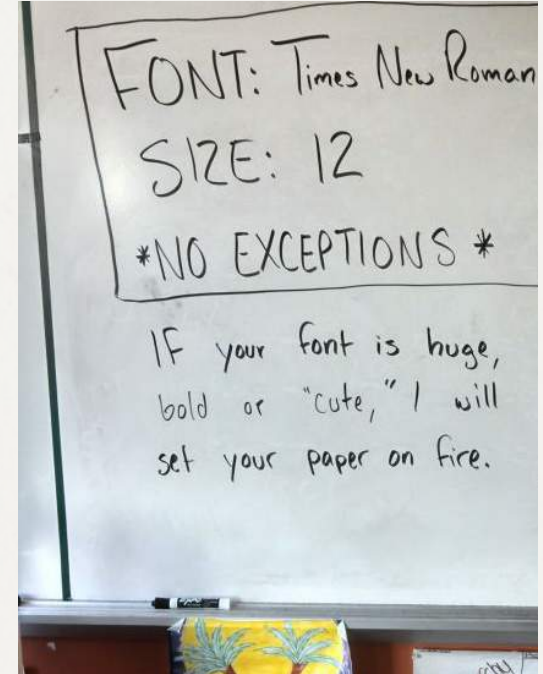 FONT: Times New Roman
SIZE: 12
*NO EXCEPTIONS *
IF your font is huge,
bold or "cute," I will
set your paper on fire.